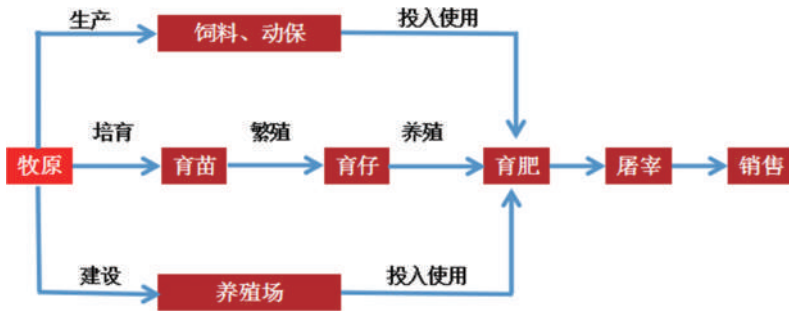 生产
饲料、动保
投入使用
培育
繁殖
养殖
牧原
育苗
育仔
育肥
屠宰
销售
建设
养殖场
投入使用